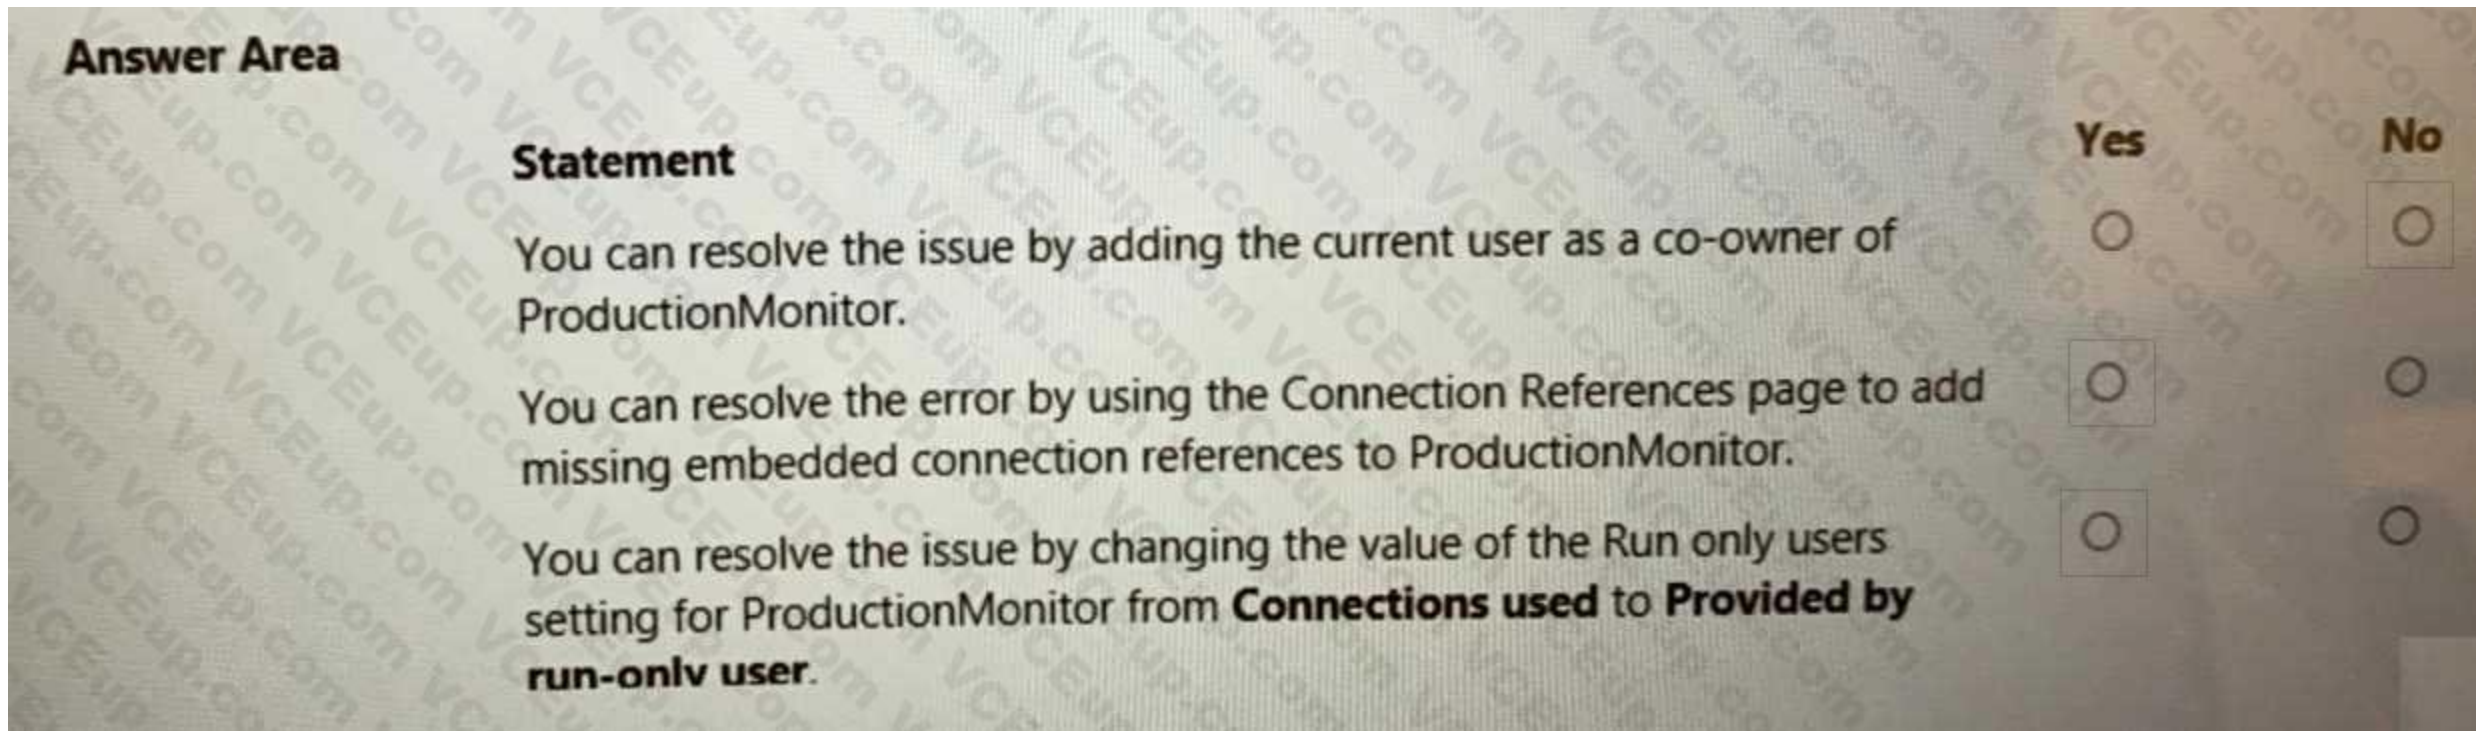 Answer Area
Yes
No
Statement
You can resolve the issue by adding the current user as a co-owner of
ProductionMonitor.
You can resolve the error by using the Connection References page to add
missing embedded connection references to ProductionMonitor.
You can resolve the issue by changing the value of the Run only users
setting for ProductionMonitor from Connections used to Provided by
run-only user.
VCEup.com